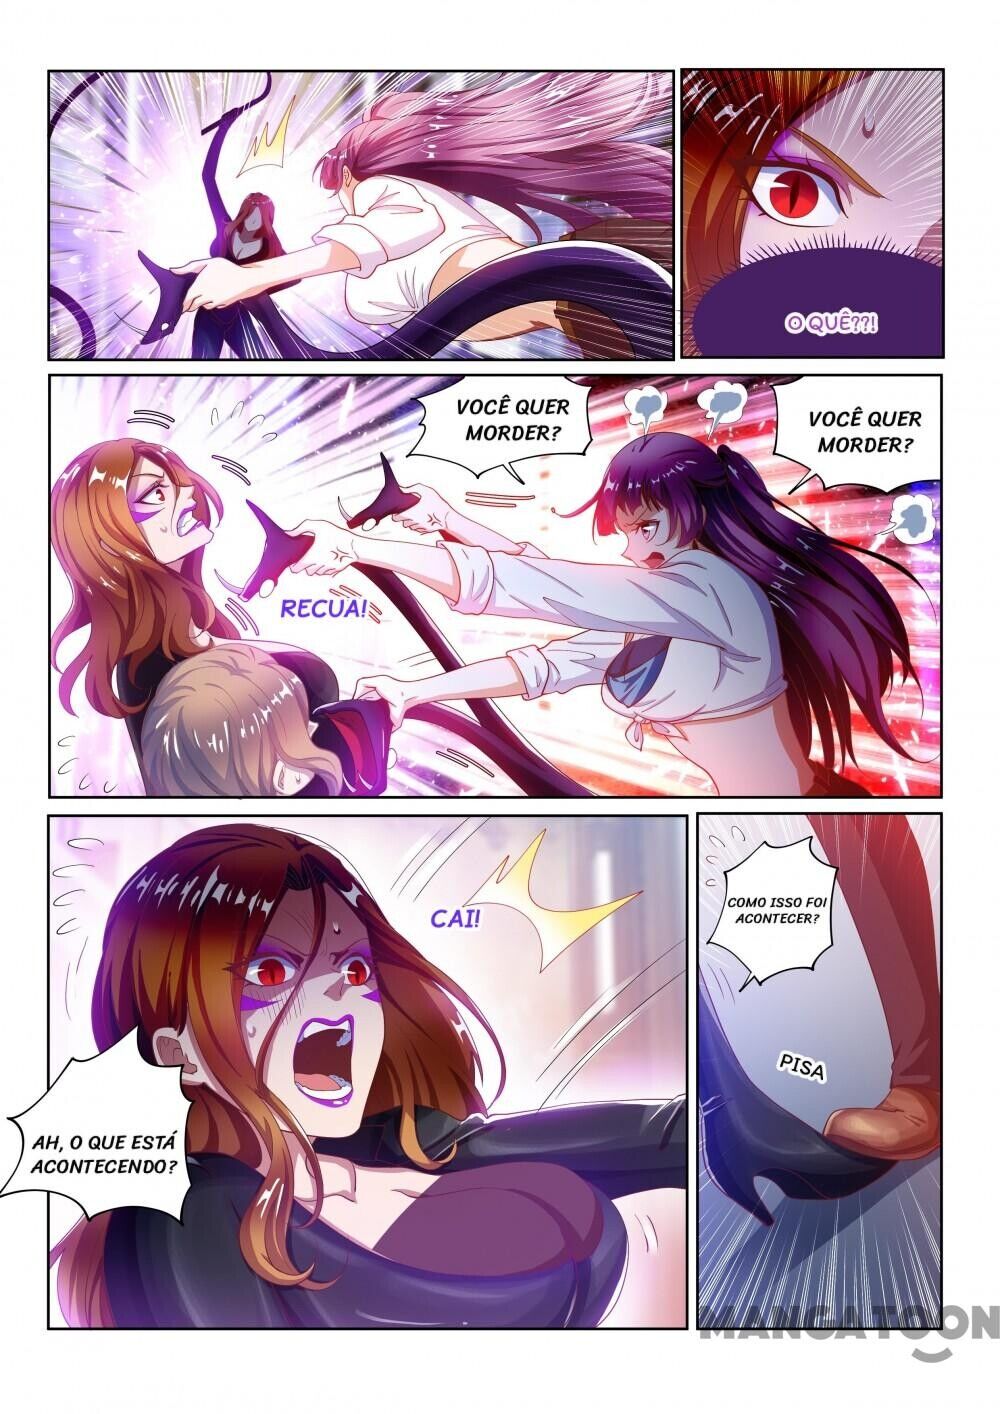 O QUÊ??!
VOCÊ QUER
MORDER?
VOCÊ QUER
MORDER?
RECUA!
CAI!
AH, O QUE ESTÁ
ACONTECENDO?
COMO ISSO FOI
ACONTECER?
PISA
MANGATOON